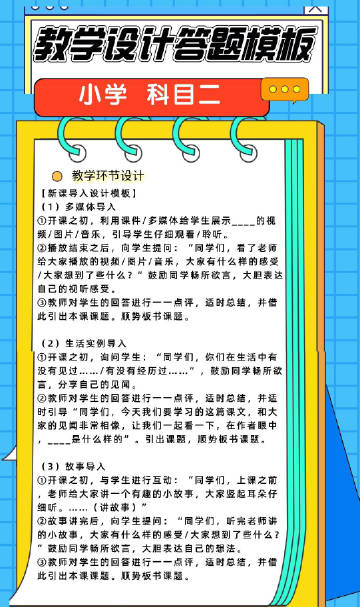 教学设计答题模板
小学 科目二
教学环节设计
【新课导入设计模板】
（1）多媒体导入
①开课之初，利用课件/多媒体给学生展示____的视
频/图片/音乐，引导学生仔细观看/聆听。
②播放结束之后，向学生提问：“同学们，看了老师
给大家播放的视频/图片/音乐，大家有什么样的感受
/大家想到了些什么？”鼓励同学畅所欲言，大胆表达
自己的视听感受。
③教师对学生的回答进行一一点评，适时总结，并借
此引出本课课题。顺势板书课题。
（2）生活实例导入
①开课之初，询问学生：“同学们，你们在生活中有
没有见过……/有没有经历过……”，鼓励同学畅所欲
言，分享自己的见闻。
②教师对学生的回答进行一一点评，适时总结，并适
时引导“同学们，今天我们要学习的这篇课文，和大
家的见闻非常相像，让我们一起看一下，在作者眼中
，____是什么样的”。引出课题，顺势板书课题。
（3）故事导入
①开课之初，与学生进行互动：“同学们，上课之前
，老师给大家讲一个有趣的小故事，大家竖起耳朵仔
细听。……（讲故事）”
②故事讲完后，向学生提问：“同学们，听完老师讲
的小故事，大家有什么样的感受/大家想到了些什么？
”鼓励同学畅所欲言，大胆表达自己的想法。
③教师对学生的回答进行一一点评，适时总结，并借
此引出本课课题。顺势板书课题。